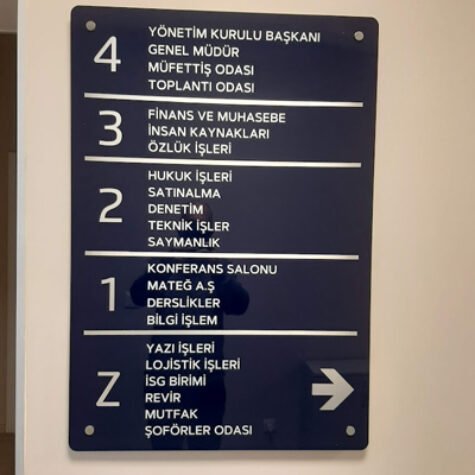 4
YÖNETİM KURULU BAŞKANI
GENEL MÜDÜR
MÜFETTİŞ ODASI
TOPLANTI ODASI
3
FİNANS VE MUHASEBE
İNSAN KAYNAKLARI
ÖZLÜK İŞLERİ
2
HUKUK İŞLERİ
SATINALMA
DENETİM
TEKNİK İŞLER
SAYMANLIK
1
KONFERANS SALONU
MATEĞ A.Ş
DERSLİKLER
BİLGİ İŞLEM
Z
YAZI İŞLERİ
LOJİSTİK İŞLERİ
İSG BİRİMİ
REVİR
MUTFAK
ŞOFÖRLER ODASI